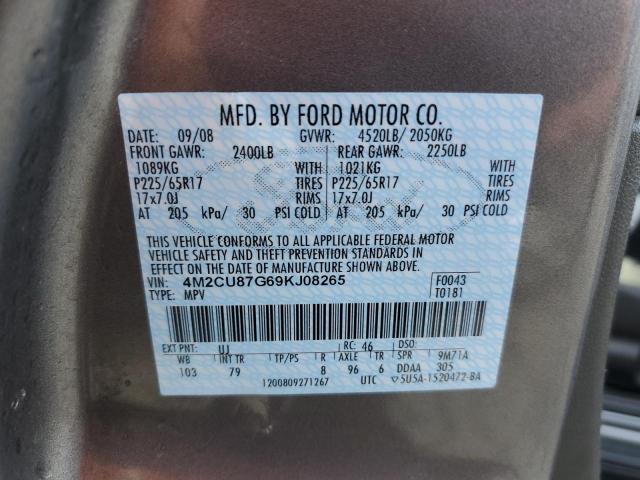 MFD. BY FORD MOTOR CO.
DATE: 09/08 GVWR: 4520LB/ 2050KG
FRONT GAWR: 2400LB REAR GAWR: 2250LB
1089KG WITH 1021KG WITH
P225/65R17 TIRES P225/65R17 TIRES
17x7.0J RIMS 17x7.0J RIMS
AT 205 kPa/ 30 PSI COLD AT 205 kPa/ 30 PSI COLD
THIS VEHICLE CONFORMS TO ALL APPLICABLE FEDERAL MOTOR
VEHICLE SAFETY AND THEFT PREVENTION STANDARDS IN
EFFECT ON THE DATE OF MANUFACTURE SHOWN ABOVE.
VIN: 4M2CU87G69KJ08265 F0043
TYPE: MPV T0181
EXT PNT: UJ RC: 46 DSO:
WB INT TR TP/PS R AXLE TR SPR 9M71A
103 79 8 96 6 DDAA 305
1200809271267 UTC 5U5A-1520472-BA